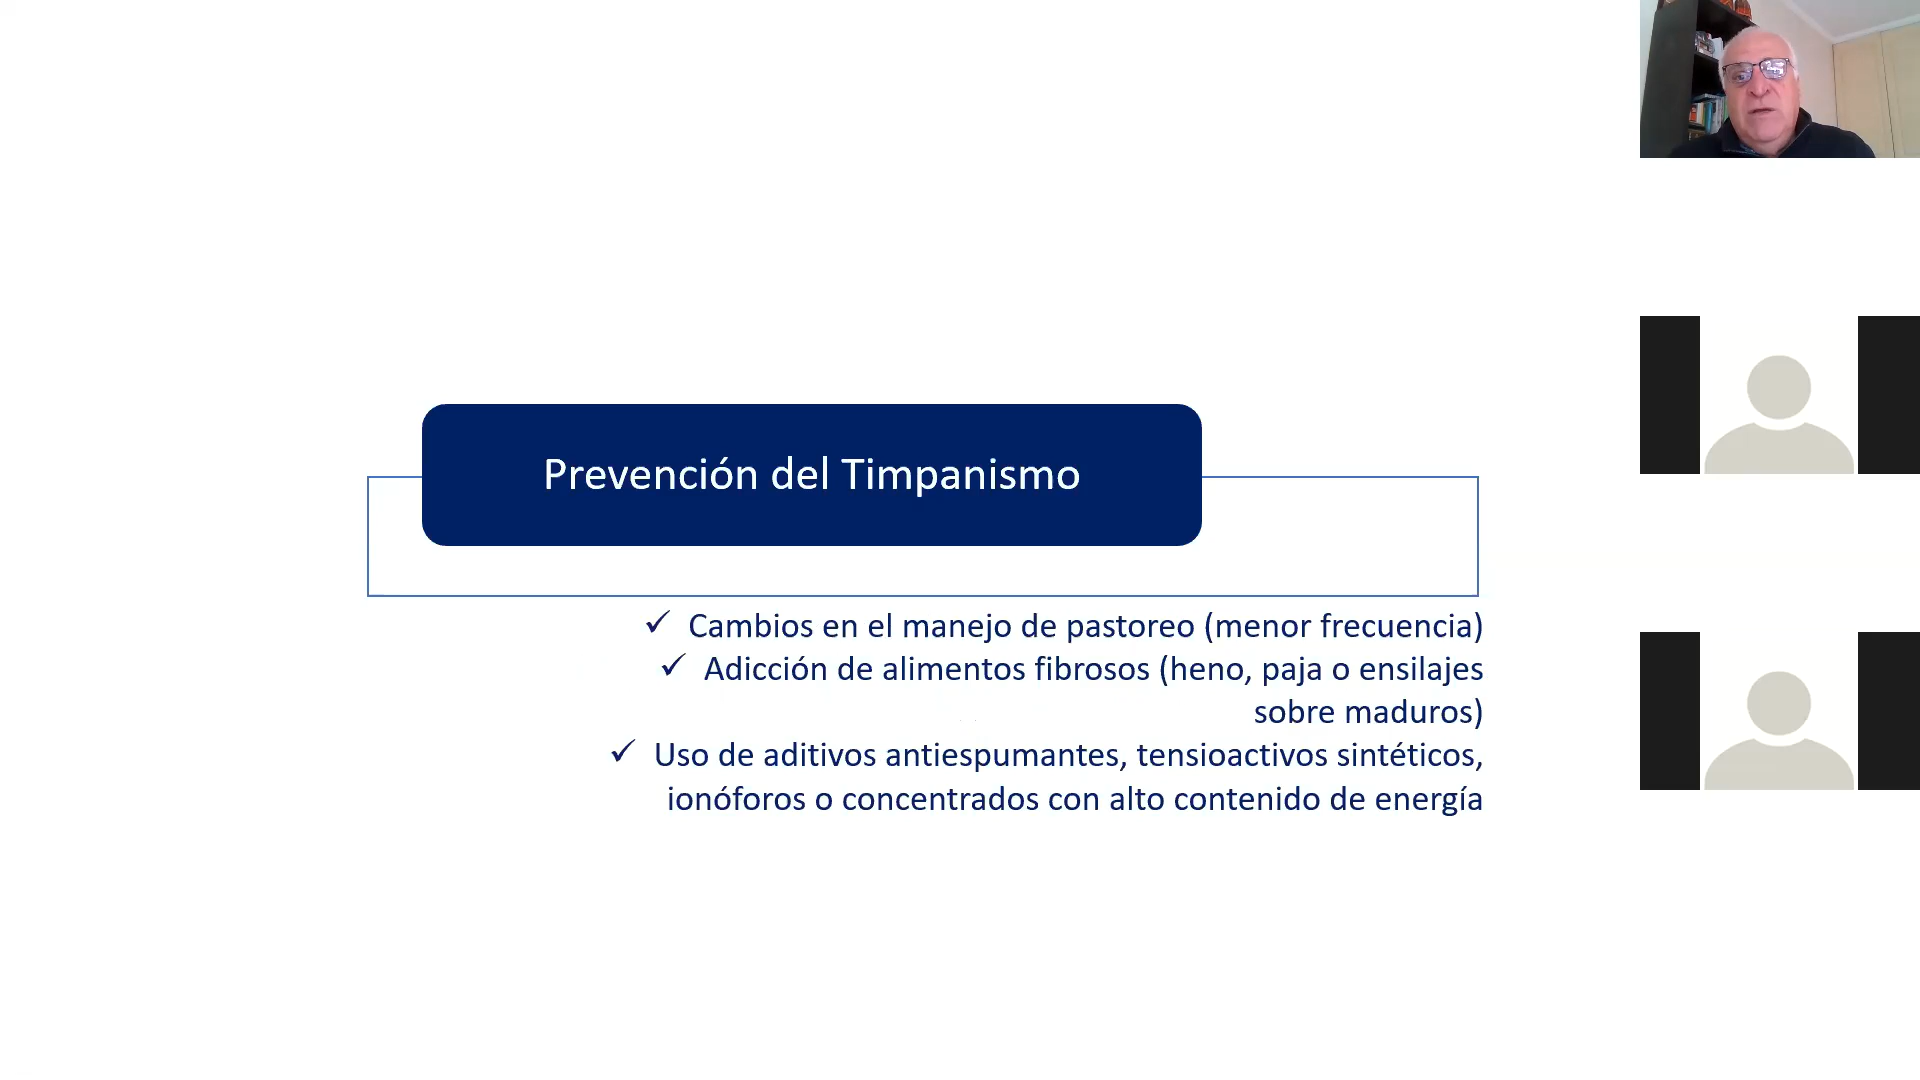 Prevención del Timpanismo
✓ Cambios en el manejo de pastoreo (menor frecuencia)
✓ Adicción de alimentos fibrosos (heno, paja o ensilajes
sobre maduros)
✓ Uso de aditivos antiespumantes, tensioactivos sintéticos,
ionóforos o concentrados con alto contenido de energía